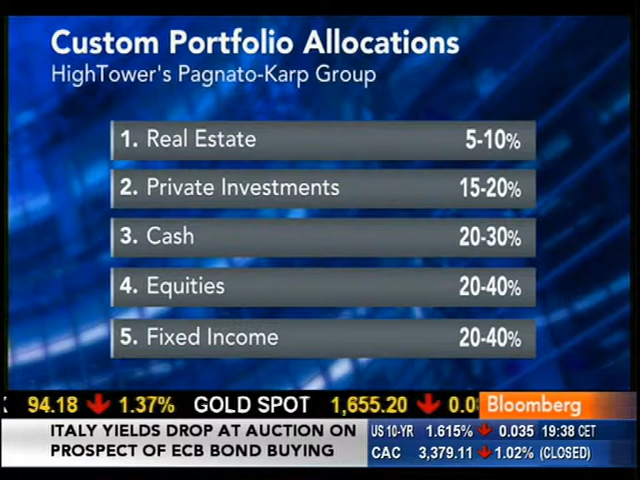 Custom Portfolio Allocations
HighTower's Pagnato-Karp Group
1. Real Estate 5-10%
2. Private Investments 15-20%
3. Cash 20-30%
4. Equities 20-40%
5. Fixed Income 20-40%
94.18 1.37% GOLD SPOT 1,655.20 Bloomberg
ITALY YIELDS DROP AT AUCTION ON
PROSPECT OF ECB BOND BUYING
US 10-YR 1.615% 0.035 19:38 CET
CAC 3,379.11 1.02% (CLOSED)